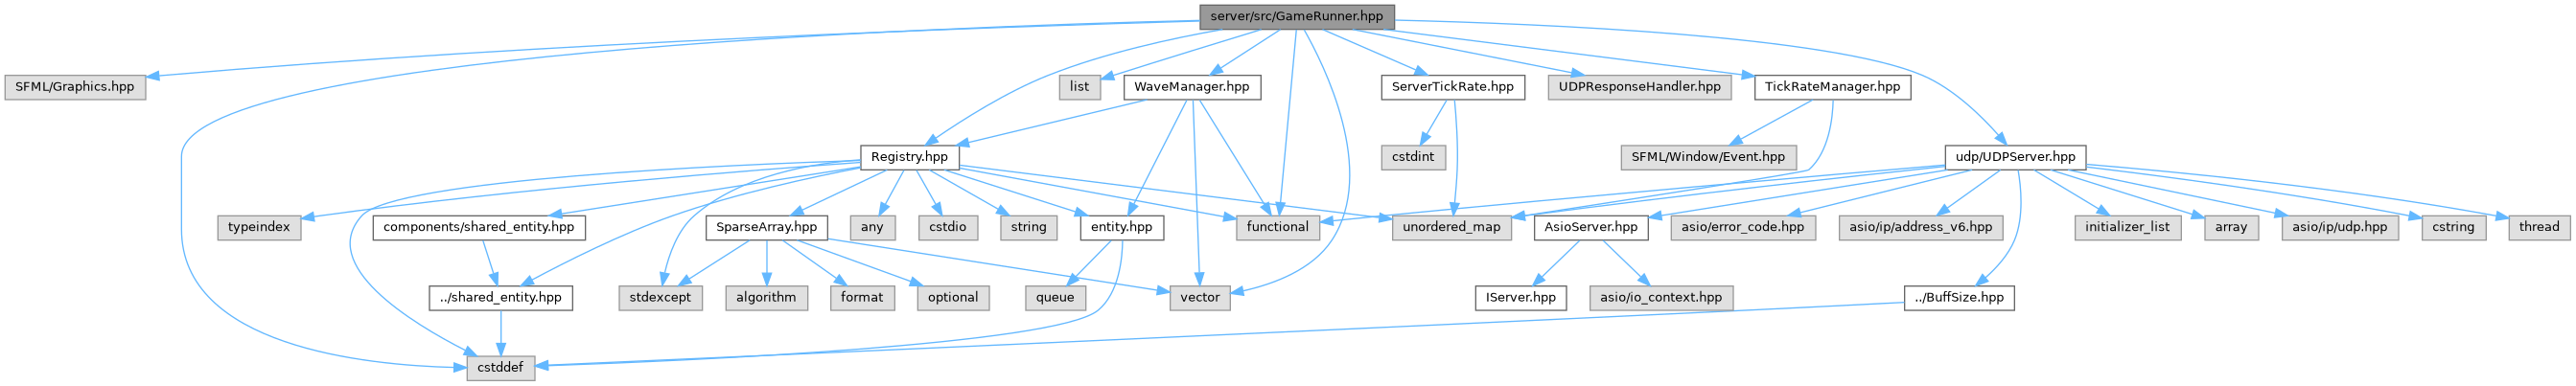 server/src/GameRunner.hpp
SFML/Graphics.hpp
list
WaveManager.hpp
ServerTickRate.hpp
UDPResponseHandler.hpp
TickRateManager.hpp
Registry.hpp
cstdint
SFML/Window/Event.hpp
udp/UDPServer.hpp
typeindex
components/shared_entity.hpp
SparseArray.hpp
any
cstdio
string
entity.hpp
functional
unordered_map
AsioServer.hpp
asio/error_code.hpp
asio/ip/address_v6.hpp
initializer_list
array
asio/ip/udp.hpp
cstring
thread
../shared_entity.hpp
stdexcept
algorithm
format
optional
queue
vector
IServer.hpp
asio/io_context.hpp
../BuffSize.hpp
cstddef